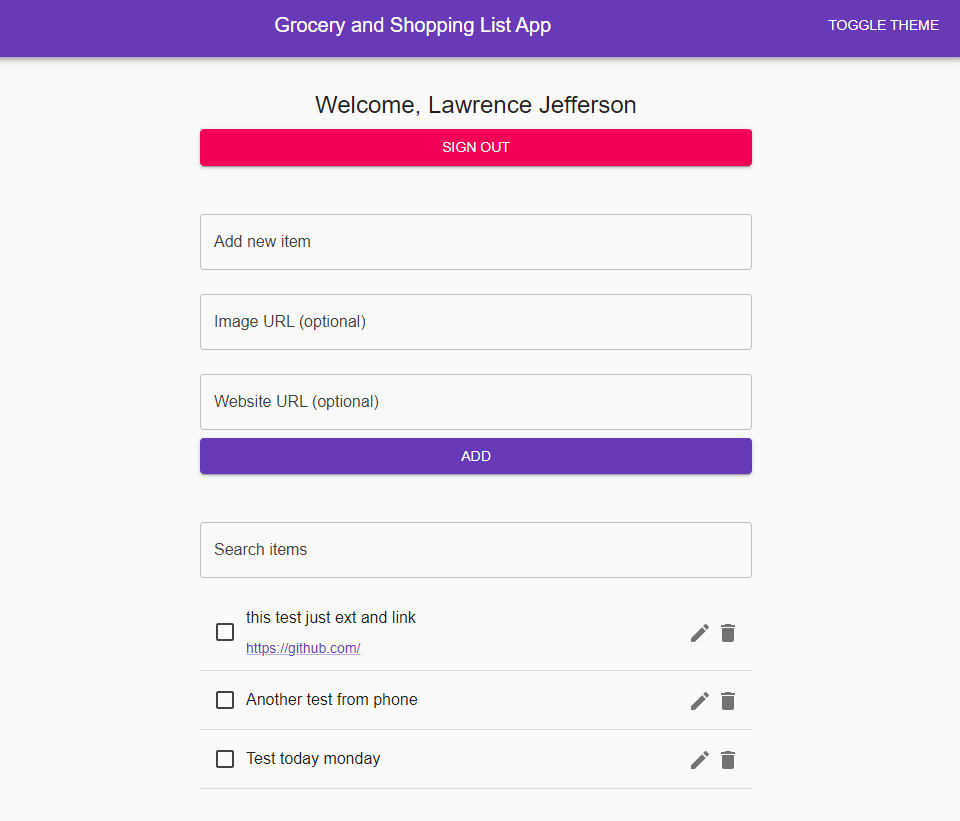 Grocery and Shopping List App
TOGGLE THEME
Welcome, Lawrence Jefferson
SIGN OUT
Add new item
Image URL (optional)
Website URL (optional)
ADD
Search items
this test just ext and link
https://github.com/
Another test from phone
Test today monday